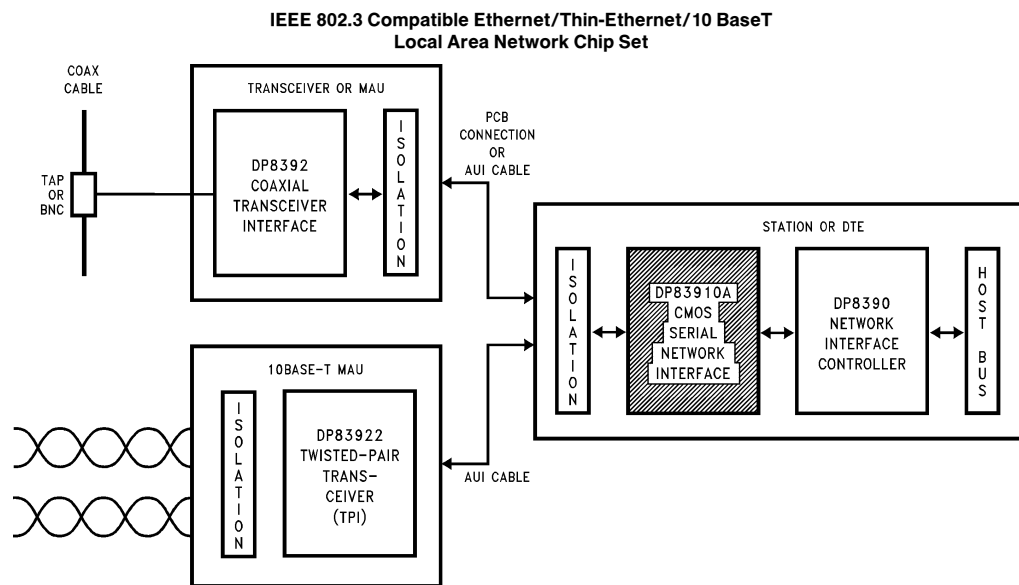 IEEE 802.3 Compatible Ethernet/Thin-Ethernet/10 BaseT
Local Area Network Chip Set
COAX
CABLE
TAP
OR
BNC
TRANSCEIVER OR MAU
DP8392
COAXIAL
TRANSCEIVER
INTERFACE
ISOLATION
PCB
CONNECTION
OR
AUI CABLE
STATION OR DTE
ISOLATION
DP83910A
CMOS
SERIAL
NETWORK
INTERFACE
DP8390
NETWORK
INTERFACE
CONTROLLER
HOST BUS
10BASE-T MAU
ISOLATION
DP83922
TWISTED-PAIR
TRANS-
CEIVER
(TPI)
AUI CABLE